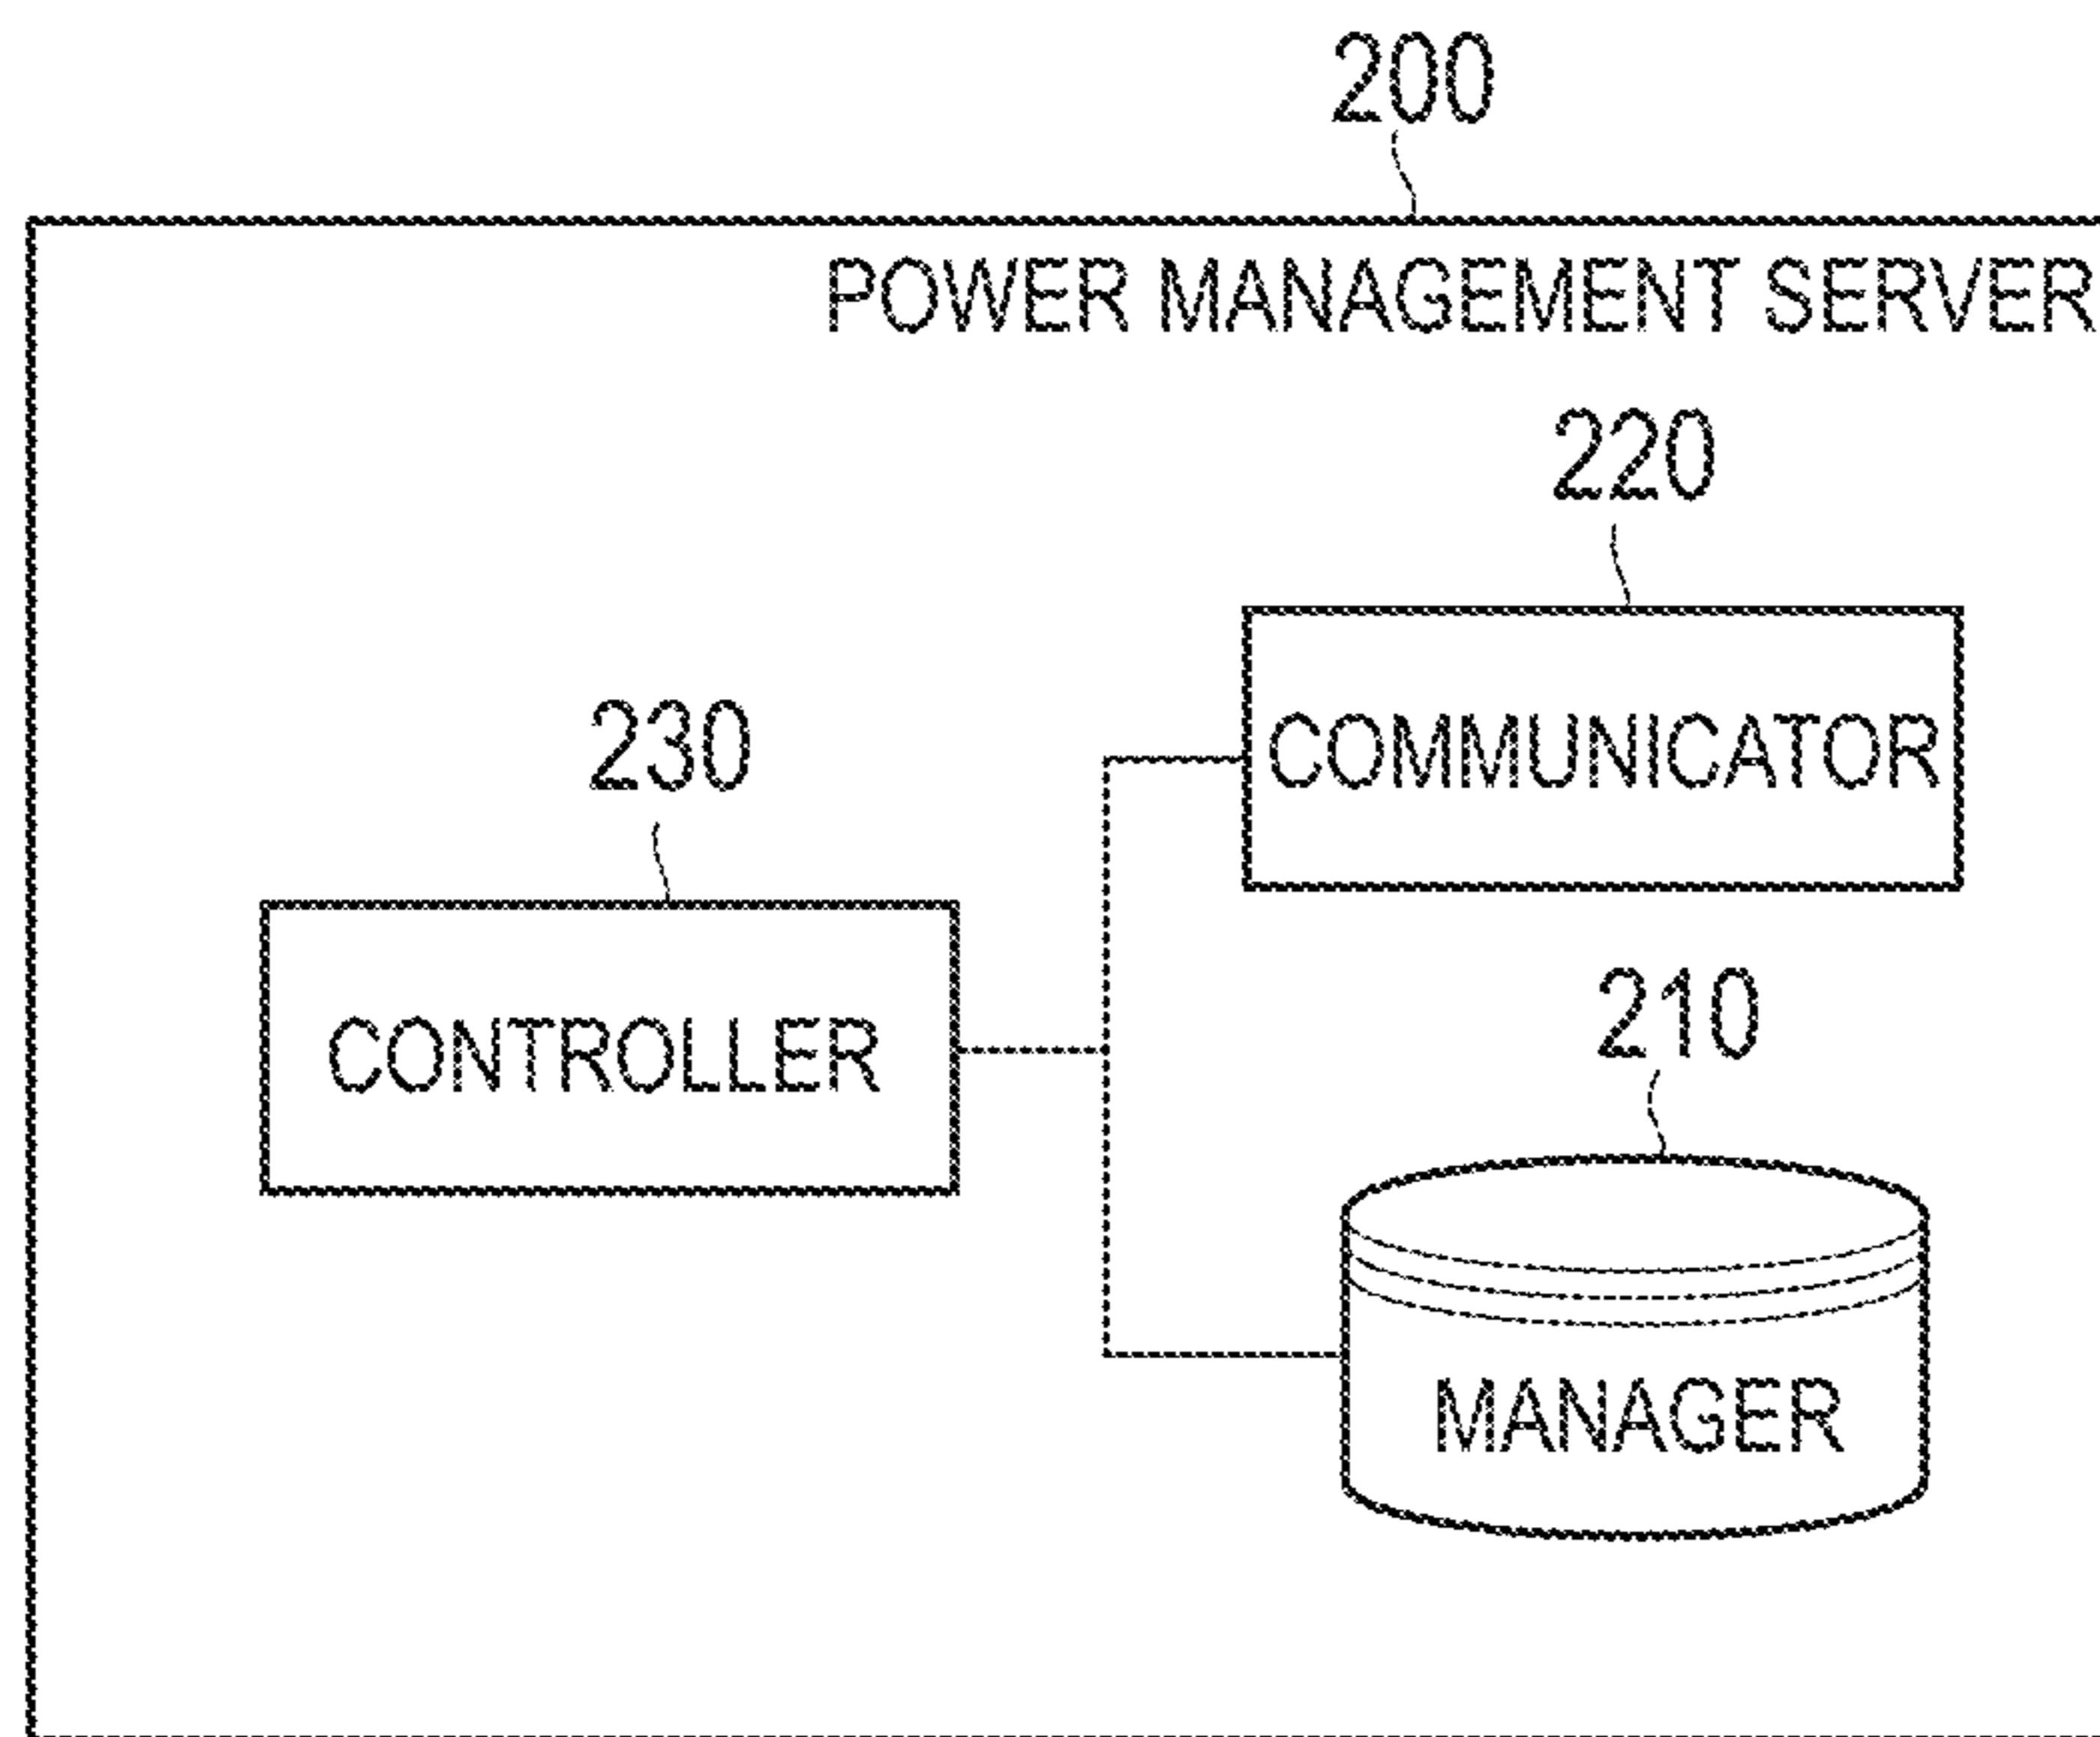 200
POWER MANAGEMENT SERVER
220
COMMUNICATOR
230
CONTROLLER
210
MANAGER